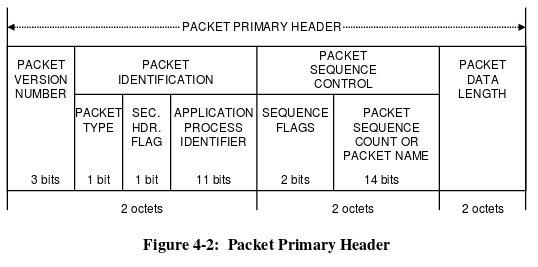 PACKET PRIMARY HEADER
PACKET
VERSION
NUMBER
PACKET
IDENTIFICATION
PACKET
SEQUENCE
CONTROL
PACKET
DATA
LENGTH
PACKET
TYPE
SEC.
HDR.
FLAG
APPLICATION
PROCESS
IDENTIFIER
SEQUENCE
FLAGS
PACKET
SEQUENCE
COUNT OR
PACKET NAME
3 bits
1 bit
1 bit
11 bits
2 bits
14 bits
2 octets
2 octets
2 octets
Figure 4-2: Packet Primary Header